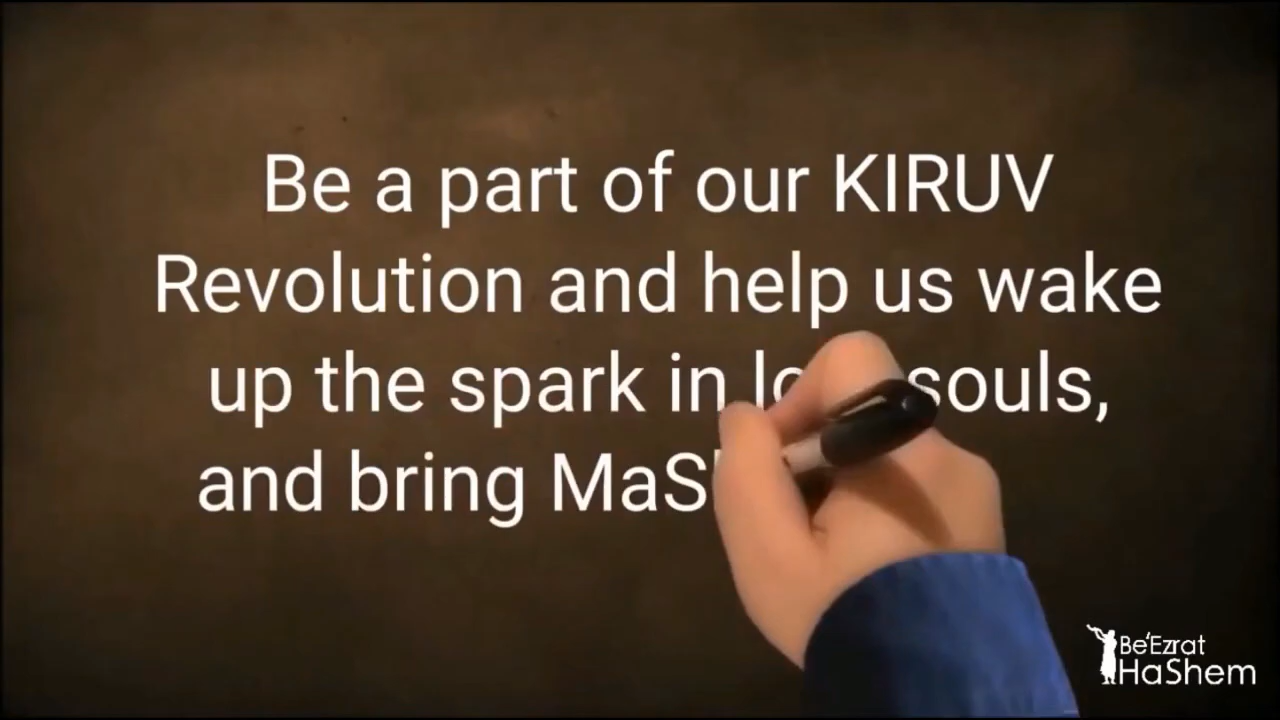 Be a part of our KIRUV
Revolution and help us wake
up the spark in souls,
and bring
Be'Ezrat
HaShem